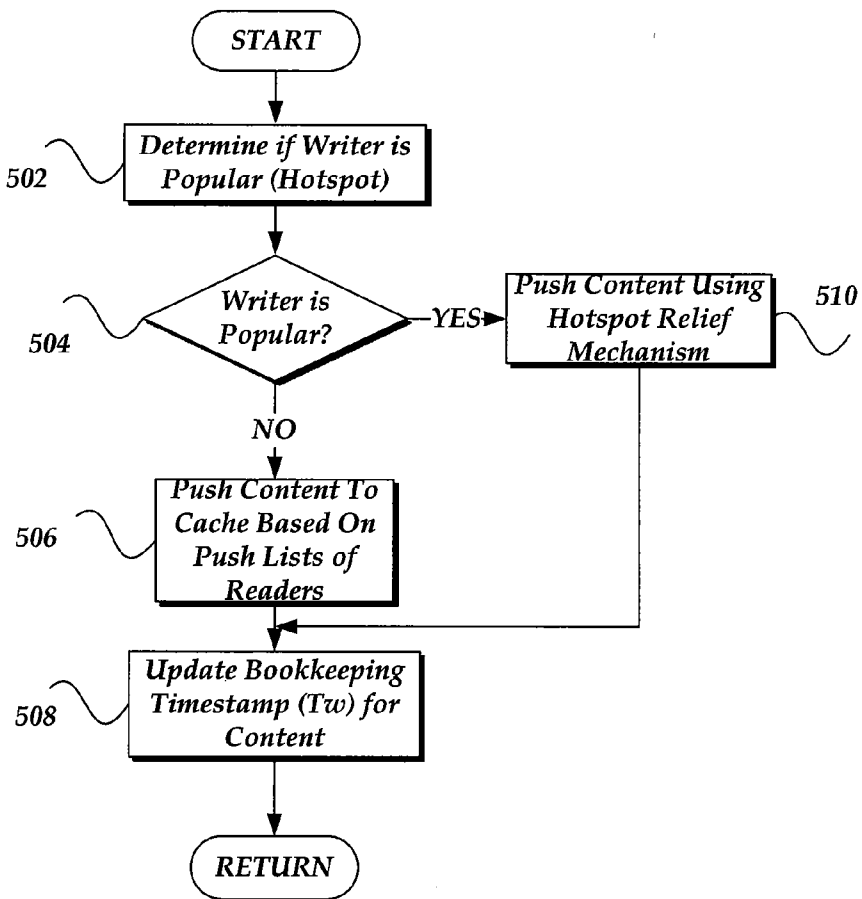 START
Determine if Writer is
Popular (Hotspot)
502
Writer is
Popular?
504
YES
Push Content Using
Hotspot Relief
Mechanism
510
NO
Push Content To
Cache Based On
Push Lists of
Readers
506
Update Bookkeeping
Timestamp (Tw) for
Content
508
RETURN